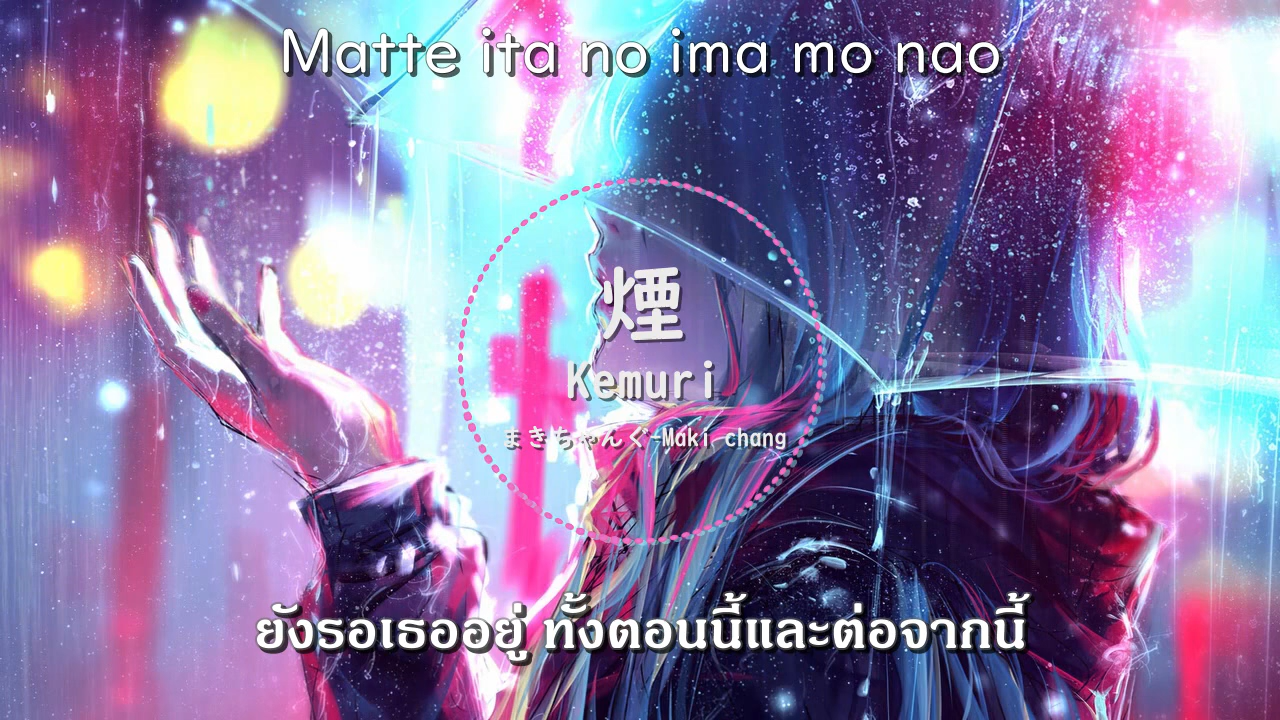 Matte ita no ima mo nao
煙
Kemuri
まきちゃんぐ-Maki chang
ยังรอเธออยู่ ทั้งตอนนี้และต่อจากนี้